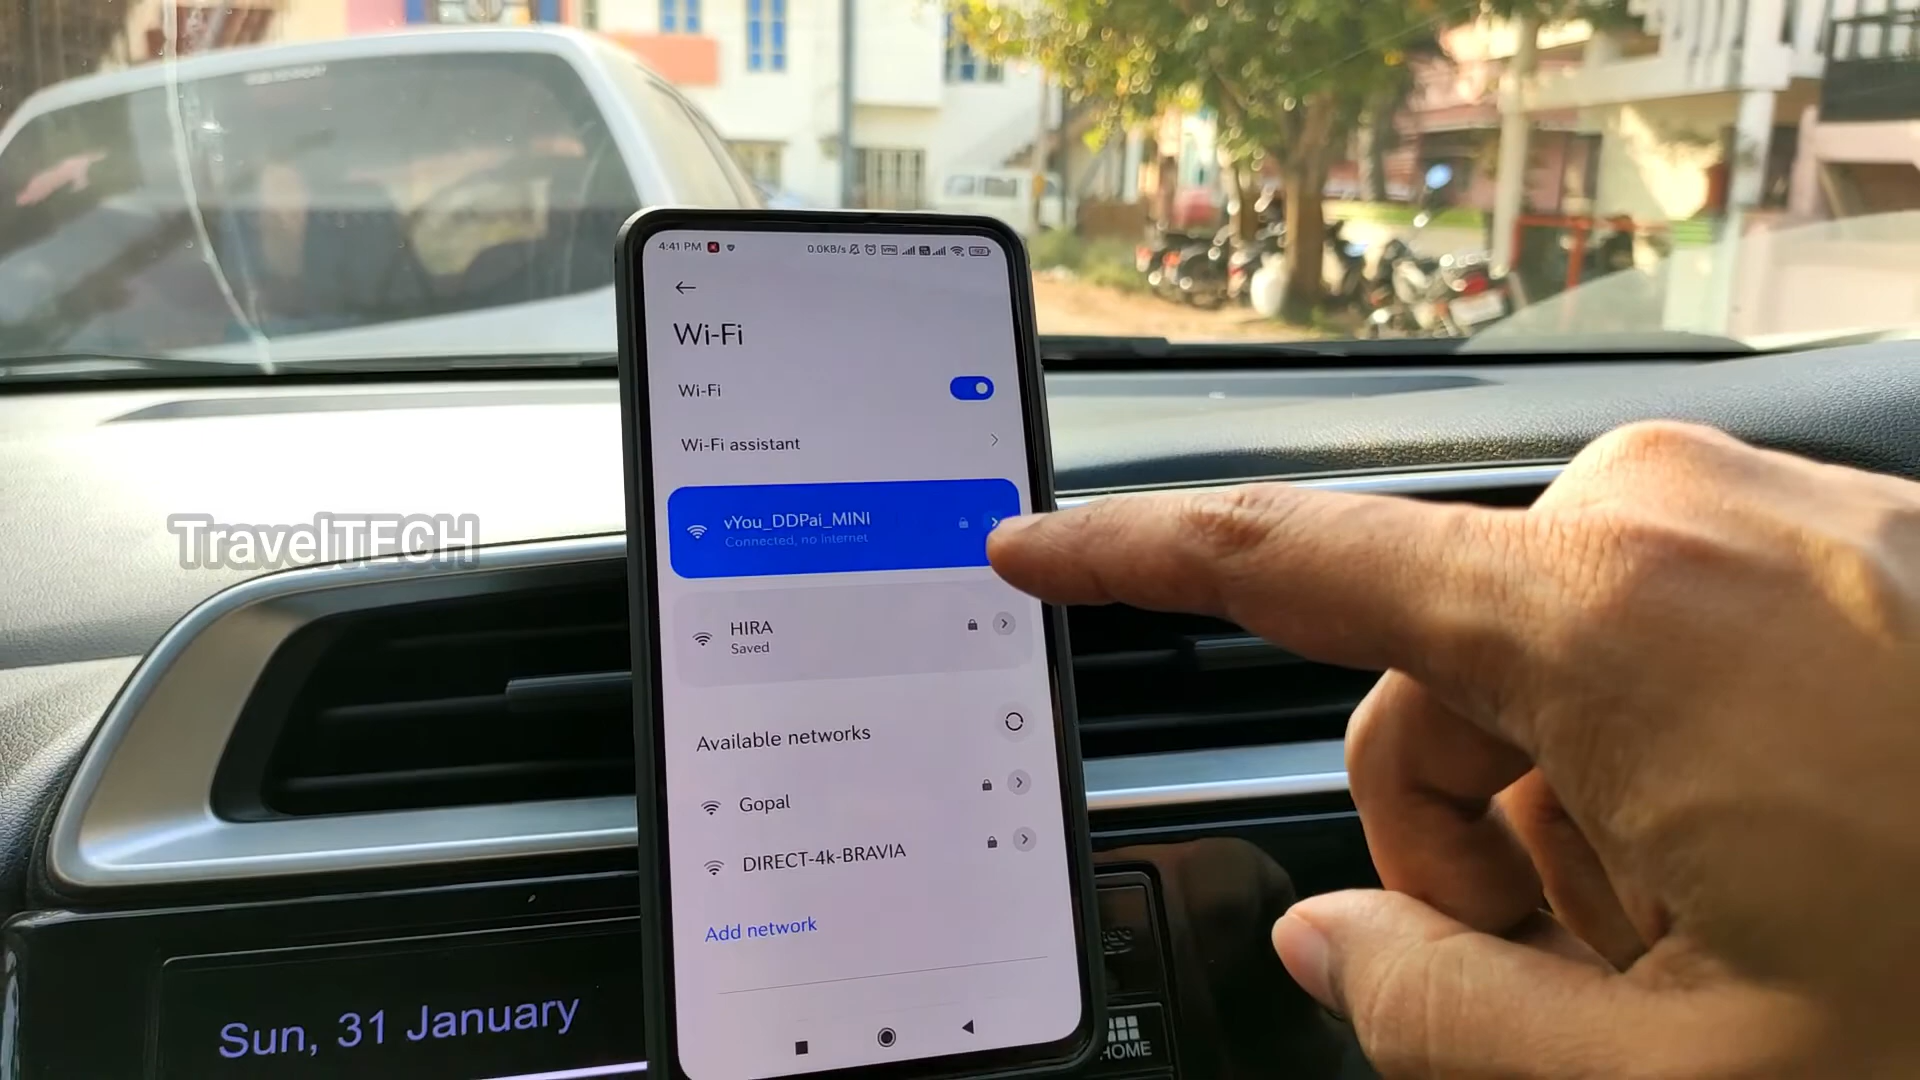 4:41 PM
0.0KB/s
VPN
Wi-Fi
Wi-Fi
Wi-Fi assistant
vYou_DDPai_MINI
Connected, no Internet
HIRA
Saved
Available networks
Gopal
DIRECT-4k-BRAVIA
Add network
TravelTECH
Sun, 31 January
HOME